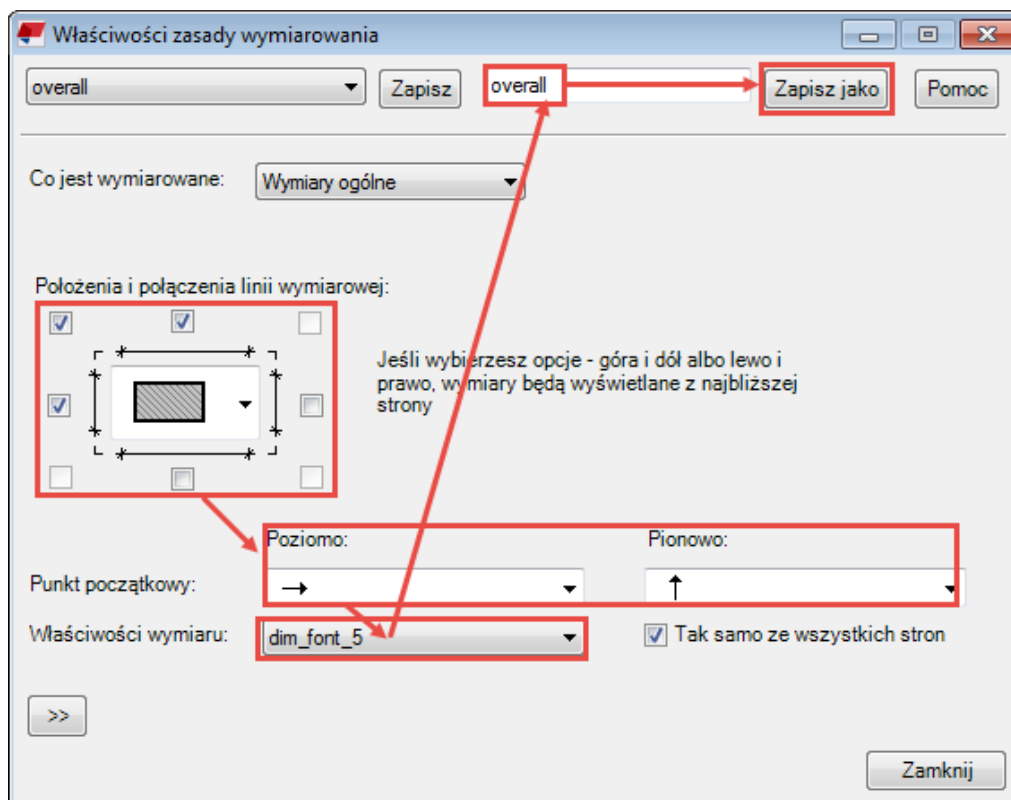 Właściwości zasady wymiarowania
overall Zapisz overall Zapisz jako Pomoc
Co jest wymiarowane: Wymiary ogólne
Położenia i połączenia linii wymiarowej:
Jeśli wybierzesz opcje - góra i dół albo lewo i
prawo, wymiary będą wyświetlane z najbliższej
strony
Poziomo: Pionowo:
Punkt początkowy:
Właściwości wymiaru: dim_font_5 Tak samo ze wszystkich stron
>>
Zamknij